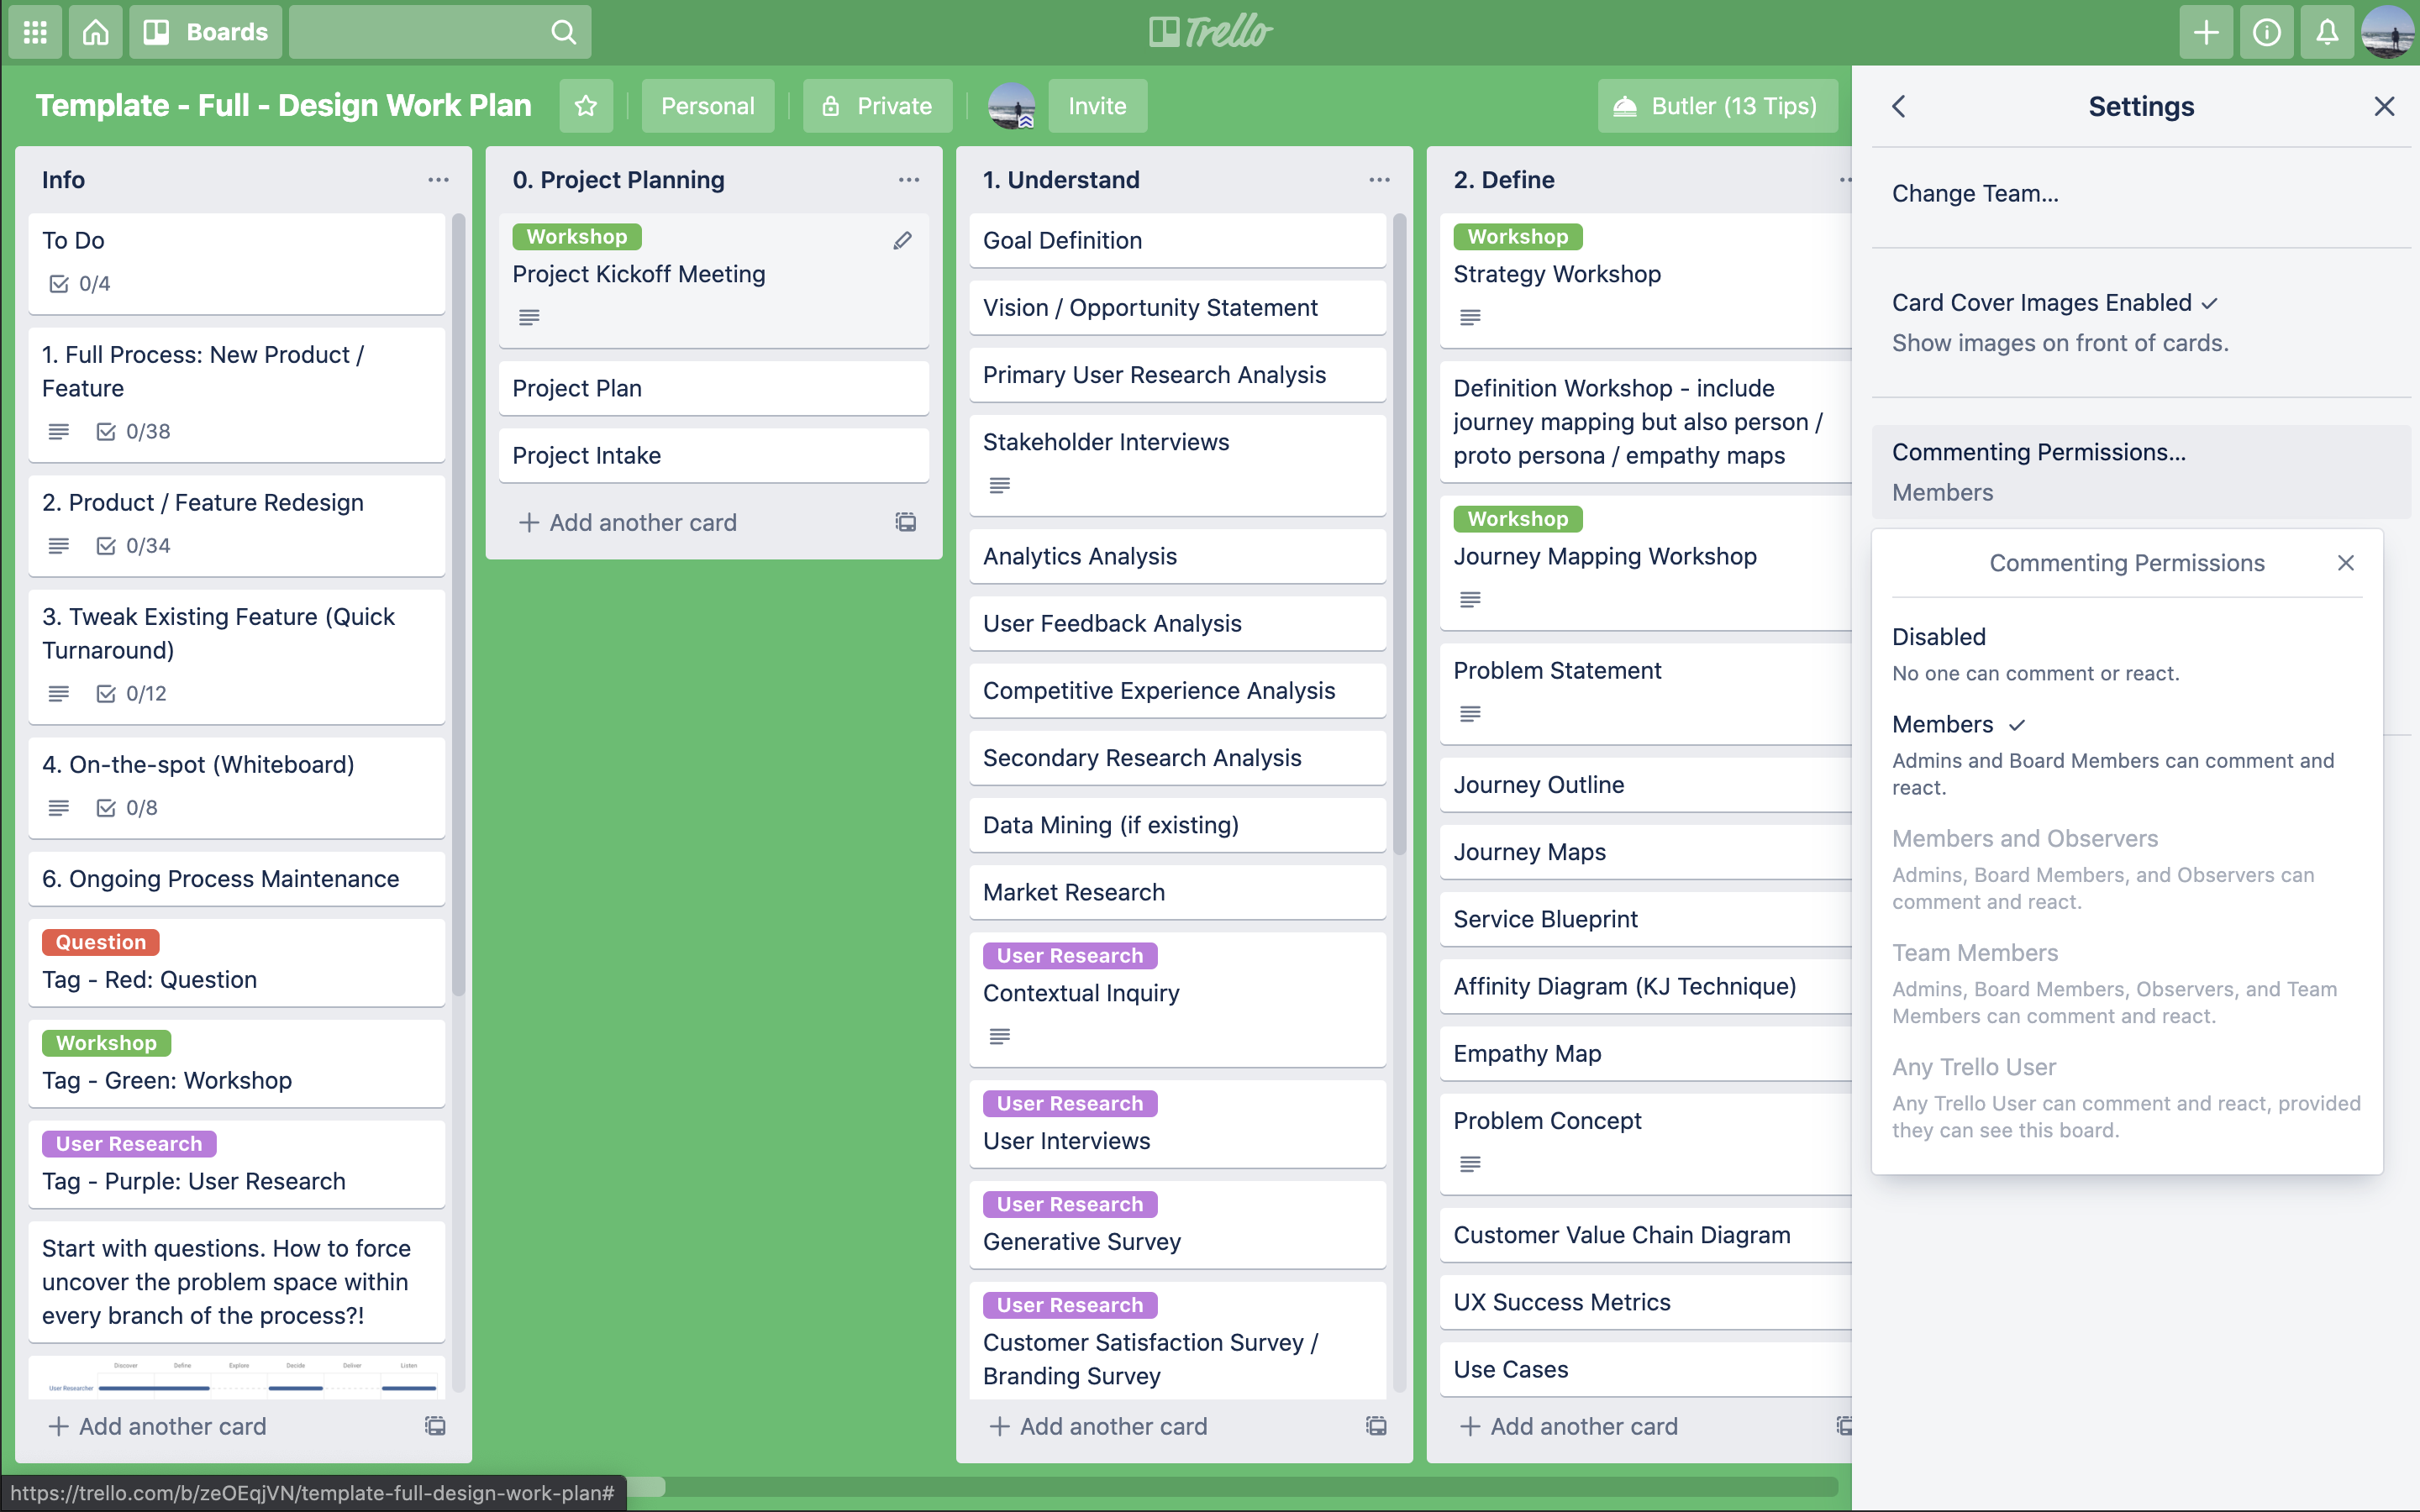 Boards
Trello
Template - Full - Design Work Plan
Personal
Private
Invite
Butler (13 Tips)
Info
To Do
0/4
1. Full Process: New Product /
Feature
0/38
2. Product / Feature Redesign
0/34
3. Tweak Existing Feature (Quick
Turnaround)
0/12
4. On-the-spot (Whiteboard)
0/8
6. Ongoing Process Maintenance
Question
Tag - Red: Question
Workshop
Tag - Green: Workshop
User Research
Tag - Purple: User Research
Start with questions. How to force
uncover the problem space within
every branch of the process?!
Discover Define Explore Decide Deliver Listen
User Researcher
+ Add another card
0. Project Planning
Workshop
Project Kickoff Meeting
Project Plan
Project Intake
+ Add another card
1. Understand
Goal Definition
Vision / Opportunity Statement
Primary User Research Analysis
Stakeholder Interviews
Analytics Analysis
User Feedback Analysis
Competitive Experience Analysis
Secondary Research Analysis
Data Mining (if existing)
Market Research
User Research
Contextual Inquiry
User Research
User Interviews
User Research
Generative Survey
User Research
Customer Satisfaction Survey /
Branding Survey
+ Add another card
2. Define
Workshop
Strategy Workshop
Definition Workshop - include
journey mapping but also person /
proto persona / empathy maps
Workshop
Journey Mapping Workshop
Problem Statement
Journey Outline
Journey Maps
Service Blueprint
Affinity Diagram (KJ Technique)
Empathy Map
Problem Concept
Customer Value Chain Diagram
UX Success Metrics
Use Cases
+ Add another card
Settings
Change Team...
Card Cover Images Enabled
Show images on front of cards.
Commenting Permissions...
Members
Commenting Permissions
Disabled
No one can comment or react.
Members
Admins and Board Members can comment and
react.
Members and Observers
Admins, Board Members, and Observers can
comment and react.
Team Members
Admins, Board Members, Observers, and Team
Members can comment and react.
Any Trello User
Any Trello User can comment and react, provided
they can see this board.
https://trello.com/b/zeOEqjVN/template-full-design-work-plan#